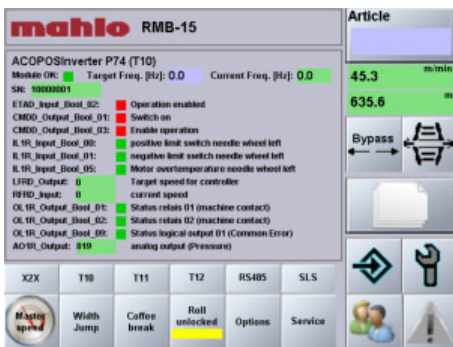 mahlo RMB-15
Article
ACOPOSInverter P74 (T10)
Module OK: Target Freq. [Hz]: 0.0 Current Freq. [Hz]: 0.0
SN: 10000001
ETAD_Input_Bool_02: Operation enabled
CMDD_Output_Bool_01: Switch on
CMDD_Output_Bool_03: Enable operation
IL1R_Input_Bool_00: positive limit switch needle wheel left
IL1R_Input_Bool_01: negative limit switch needle wheel left
IL1R_Input_Bool_05: Motor overtemperature needle wheel left
LFRD_Output: 0 Target speed for controller
RFRD_Input: 0 current speed
OL1R_Output_Bool_01: Status relais 01 (machine contact)
OL1R_Output_Bool_02: Status relais 02 (machine contact)
OL1R_Output_Bool_09: Status logical output 01 (Common Error)
AO1R_Output: 819 analog output (Pressure)
m/min
45.3
m
635.6
Bypass
X2X T10 T11 T12 RS485 SLS
Master speed
Width Jump
Coffee break
Roll unlocked
Options
Service